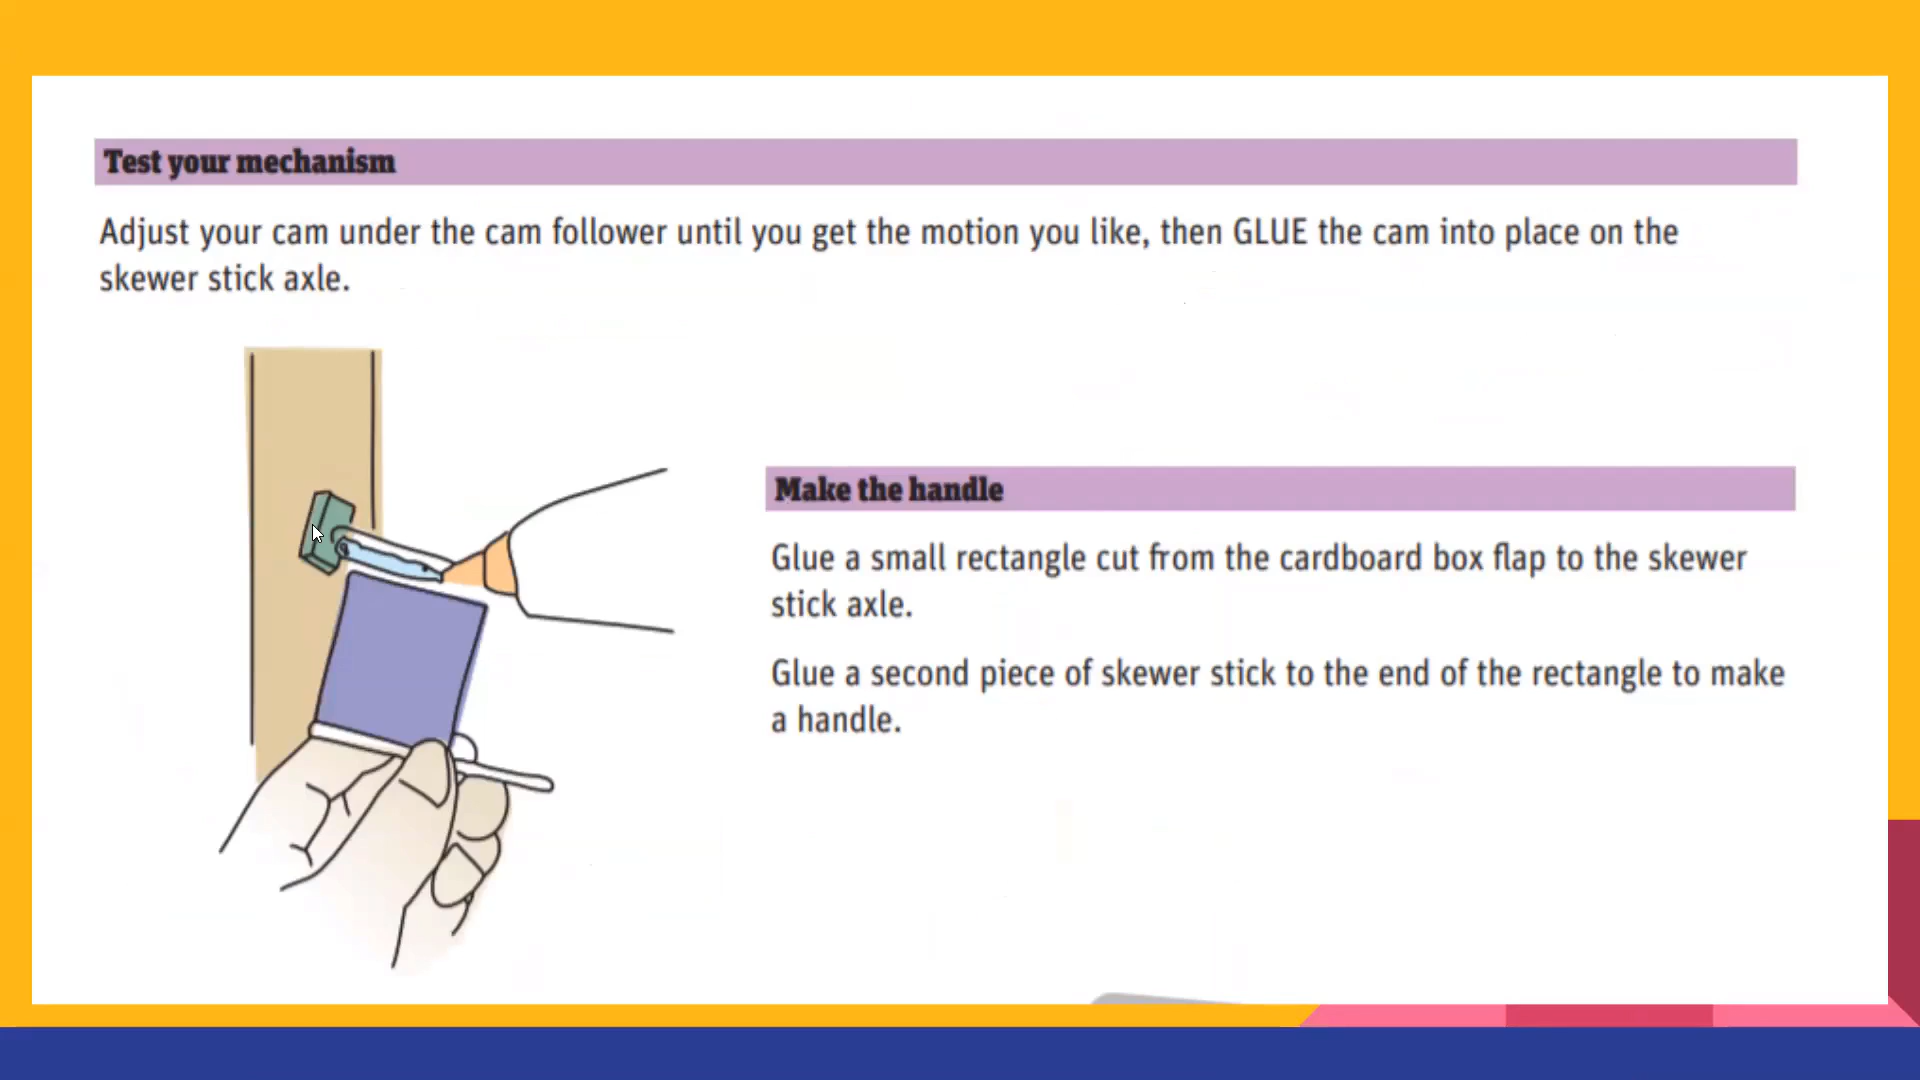 Test your mechanism
Adjust your cam under the cam follower until you get the motion you like, then GLUE the cam into place on the
skewer stick axle.
Make the handle
Glue a small rectangle cut from the cardboard box flap to the skewer
stick axle.
Glue a second piece of skewer stick to the end of the rectangle to make
a handle.